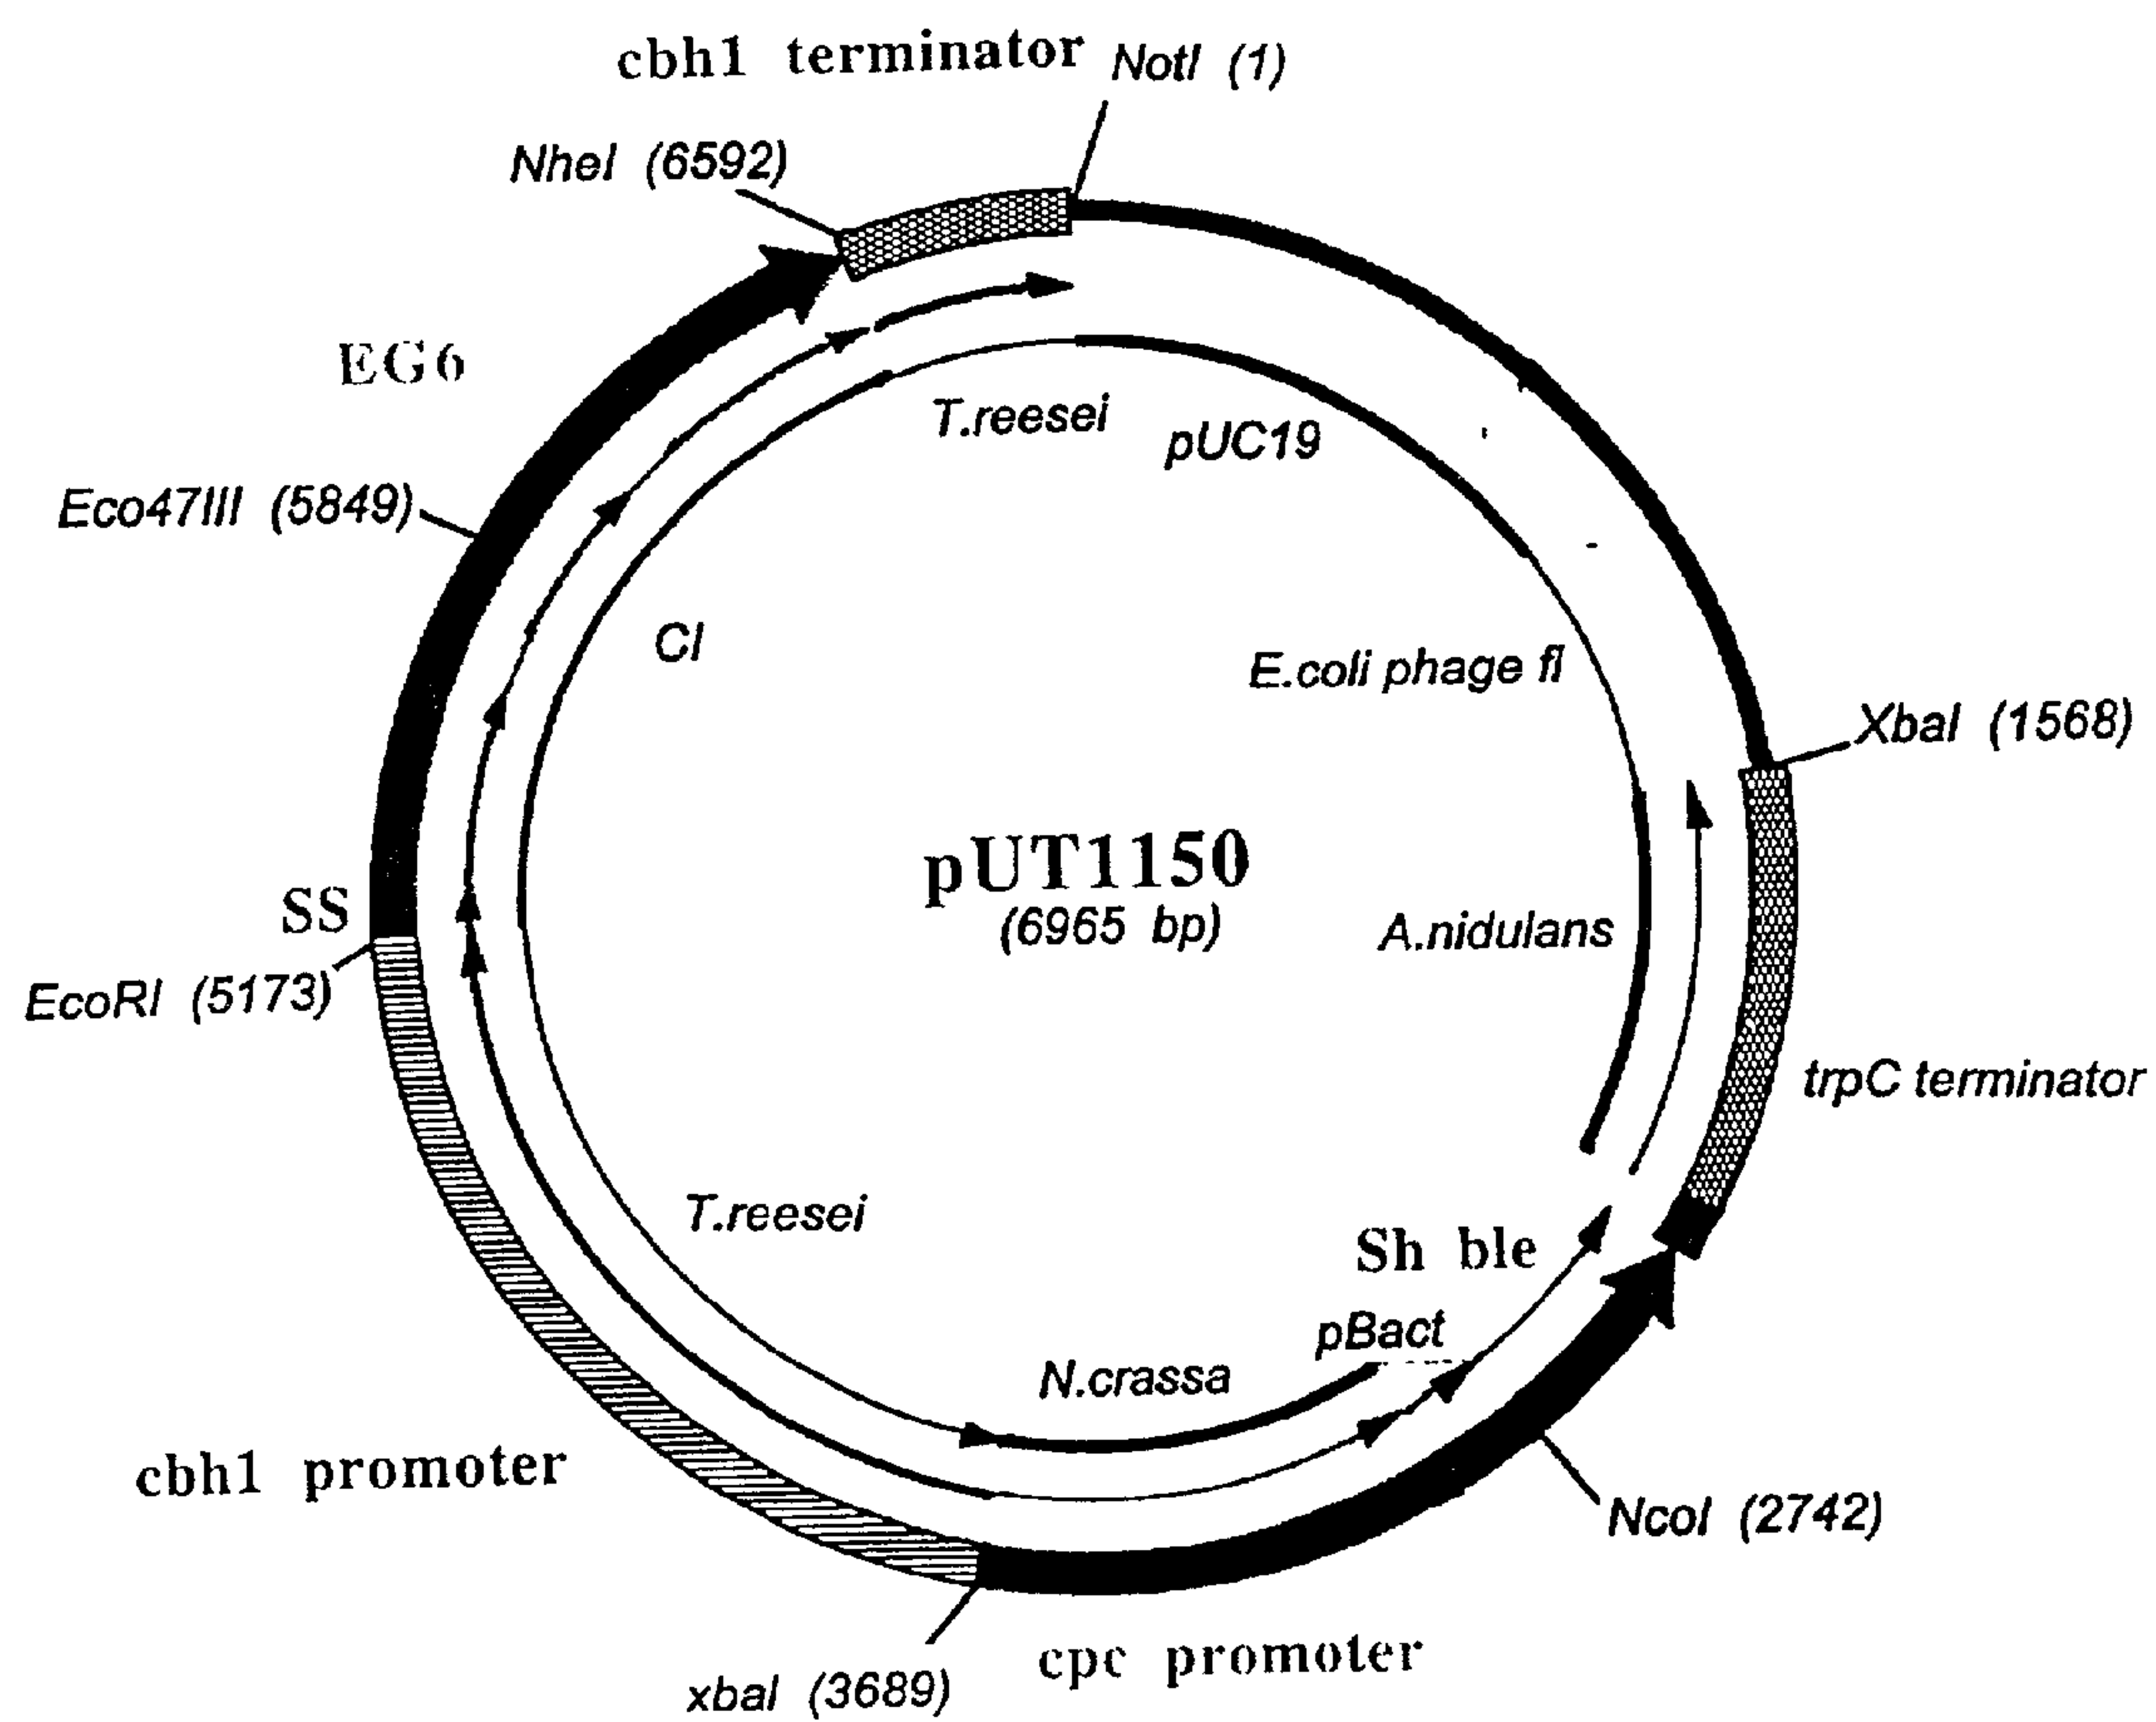 cbh1 terminator
NotI (1)
NheI (6592)
EG6
T.reesei
pUC19
Eco47III (5849)
CI
E.coli phage fI
XbaI (1568)
pUT1150
(6965 bp)
SS
A.nidulans
EcoRI (5173)
trpC terminator
T.reesei
Sh ble
pBact
N.crassa
cbh1 promoter
NcoI (2742)
cpc promoter
xbaI (3689)